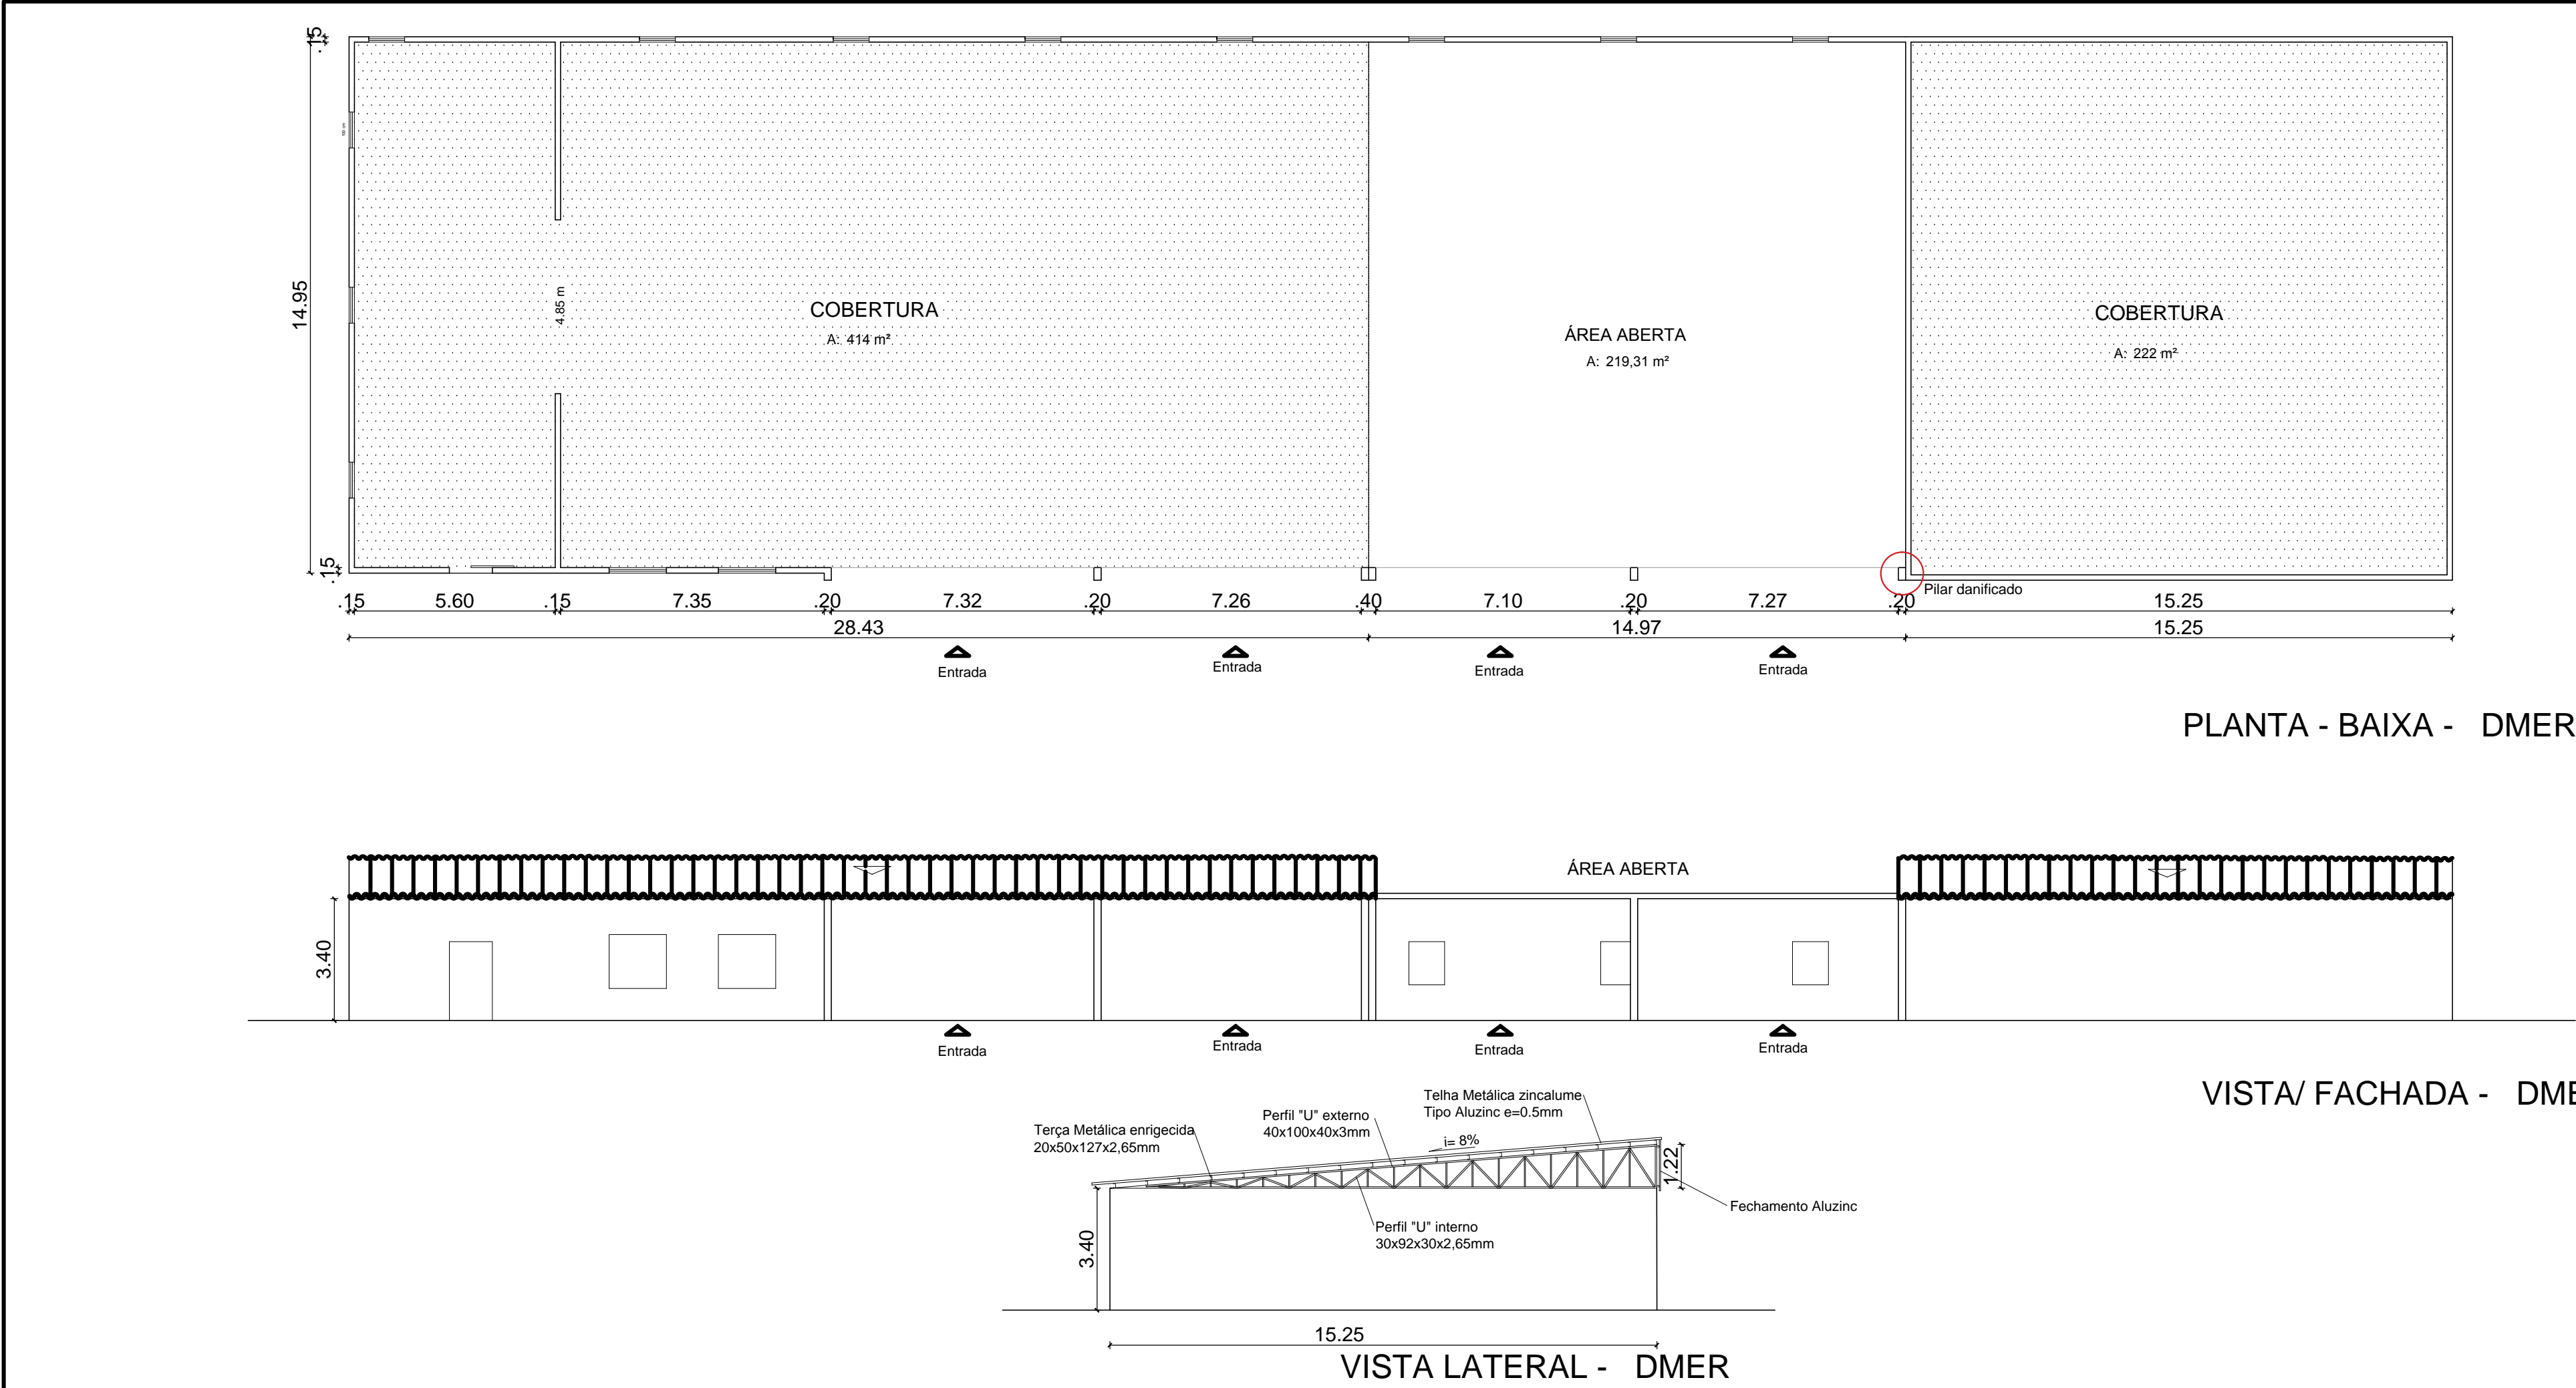 .15
14.95
.15
4.85 m
COBERTURA
A: 414 m²
ÁREA ABERTA
A: 219,31 m²
COBERTURA
A: 222 m²
Pilar danificado
.15 5.60 .15 7.35 .20 7.32 .20 7.26 .40 7.10 .20 7.27 .20 15.25
28.43 14.97 15.25
Entrada Entrada Entrada Entrada
PLANTA - BAIXA - DMER
ÁREA ABERTA
3.40
Entrada Entrada Entrada Entrada
VISTA/ FACHADA - DME
Terça Metálica enrigecida
20x50x127x2,65mm
Perfil "U" externo
40x100x40x3mm
Telha Metálica zincalume
Tipo Aluzinc e=0.5mm
i= 8%
1.22
Fechamento Aluzinc
Perfil "U" interno
30x92x30x2,65mm
3.40
15.25
VISTA LATERAL - DMER